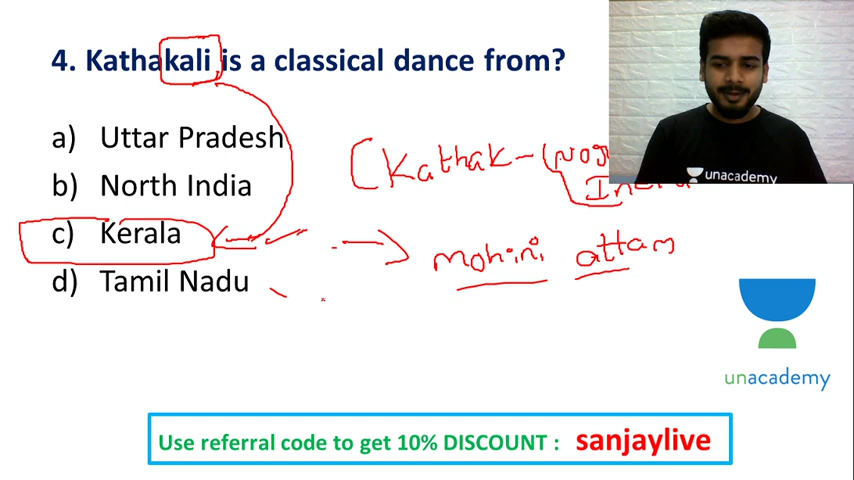 4. Kathakali is a classical dance from?
a) Uttar Pradesh
b) North India
c) Kerala
d) Tamil Nadu
Kathak -
mohini attam
unacademy
unacademy
Use referral code to get 10% DISCOUNT : sanjaylive